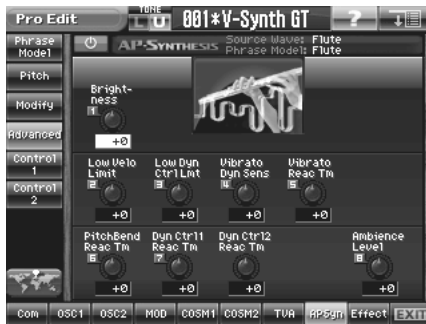 Pro Edit
TONE
L U
001*V-Synth GT
?
Phrase Model
AP-SYNTHESIS
Source Wave: Flute
Phrase Model: Flute
Pitch
Modify
Advanced
Control 1
Control 2
Bright-
ness
1
+0
Low Velo Limit
Low Dyn Ctrl Lmt
Vibrato Dyn Sens
Vibrato Reac Tm
2 3 4 5
+0 +0 +0 +0
PitchBend Reac Tm
Dyn Ctrl1 Reac Tm
Dyn Ctrl2 Reac Tm
Ambience Level
6 7 8
+0 +0 +0 +0
Com OSC1 OSC2 MOD COSM1 COSM2 TVA APSyn Effect EXIT